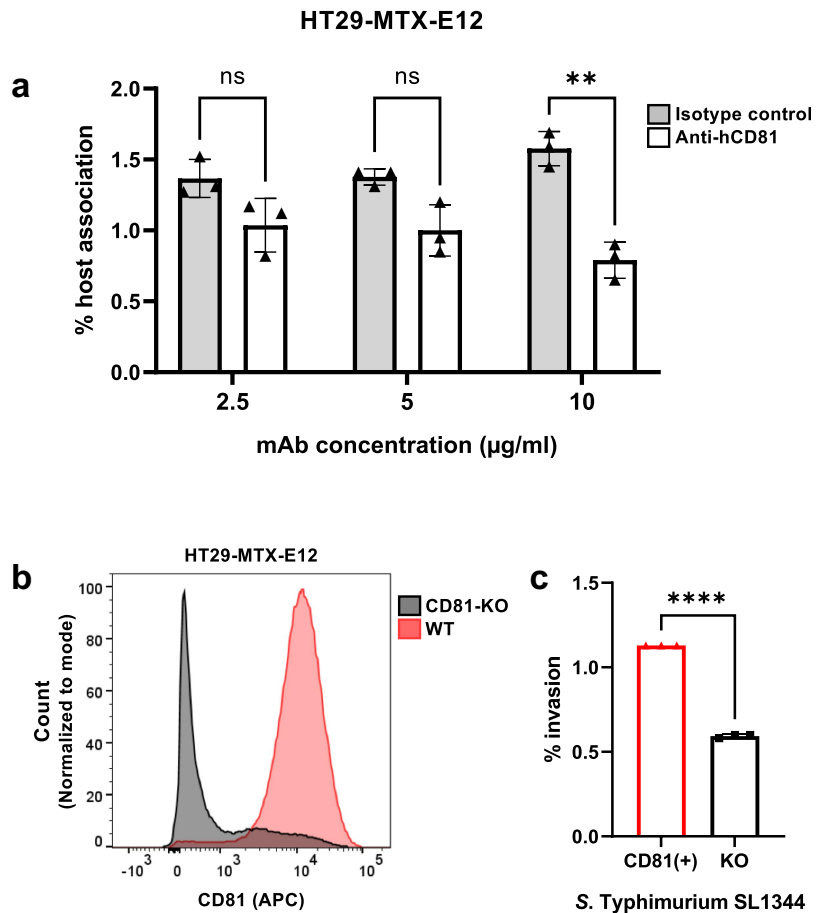 HT29-MTX-E12
a
ns
ns
**
2.0
1.5
1.0
0.5
0.0
% host association
Isotype control
Anti-hCD81
2.5
5
10
mAb concentration (µg/ml)
b
HT29-MTX-E12
100
80
60
40
20
0
Count
(Normalized to mode)
CD81-KO
WT
-10³
0
10³
10⁴
10⁵
CD81 (APC)
c
1.5
1.0
0.5
0.0
% invasion
****
CD81(+)
KO
S. Typhimurium SL1344